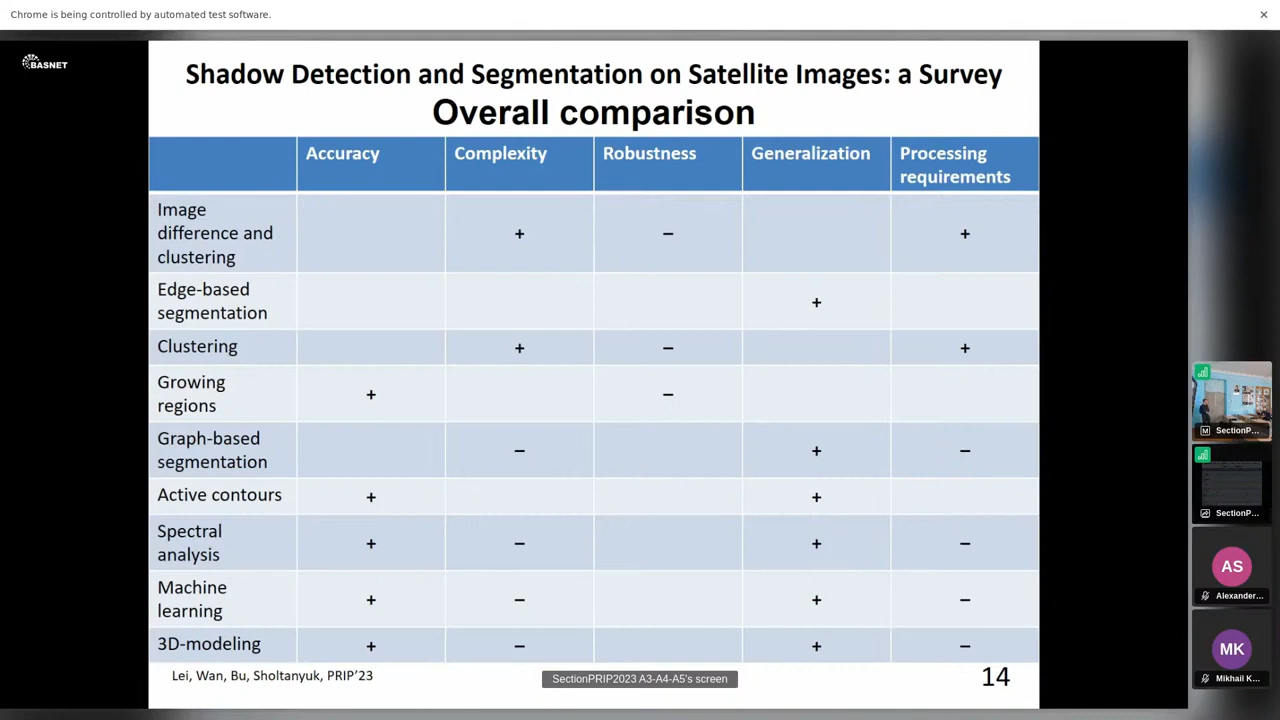 Chrome is being controlled by automated test software.
BASNET
Shadow Detection and Segmentation on Satellite Images: a Survey
Overall comparison
Accuracy Complexity Robustness Generalization Processing
requirements
Image
difference and
clustering
+ − +
Edge-based
segmentation
+
Clustering + − +
Growing
regions
+ −
Graph-based
segmentation
− + −
Active contours + +
Spectral
analysis
+ − + −
Machine
learning
+ − + −
3D-modeling + − + −
Lei, Wan, Bu, Sholtanyuk, PRIP’23
14
SectionPRIP2023 A3-A4-A5's screen
M SectionP...
SectionP...
AS
Alexander...
MK
Mikhail K...